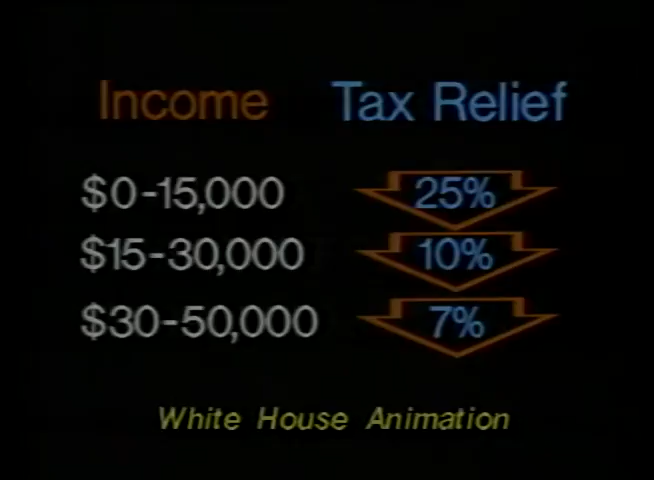 Income Tax Relief
$0-15,000 25%
$15-30,000 10%
$30-50,000 7%
White House Animation